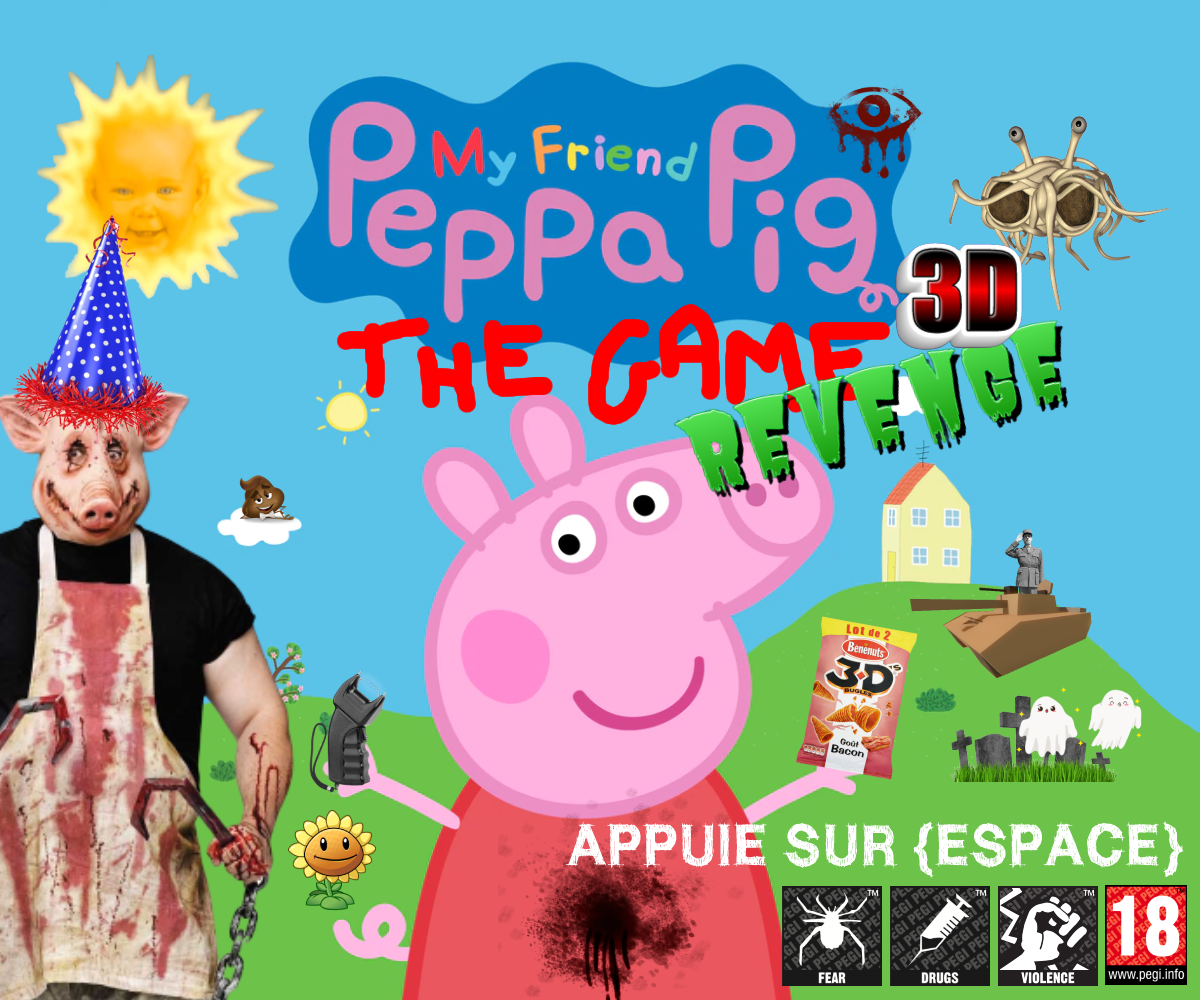 My Friend
Peppa Pig
3D
THE GAME
REVENGE
Lot de 2
Benenuts
3D's
BUGLES
Goût
Bacon
APPUIE SUR {ESPACE}
FEAR
DRUGS
VIOLENCE
18
www.pegi.info